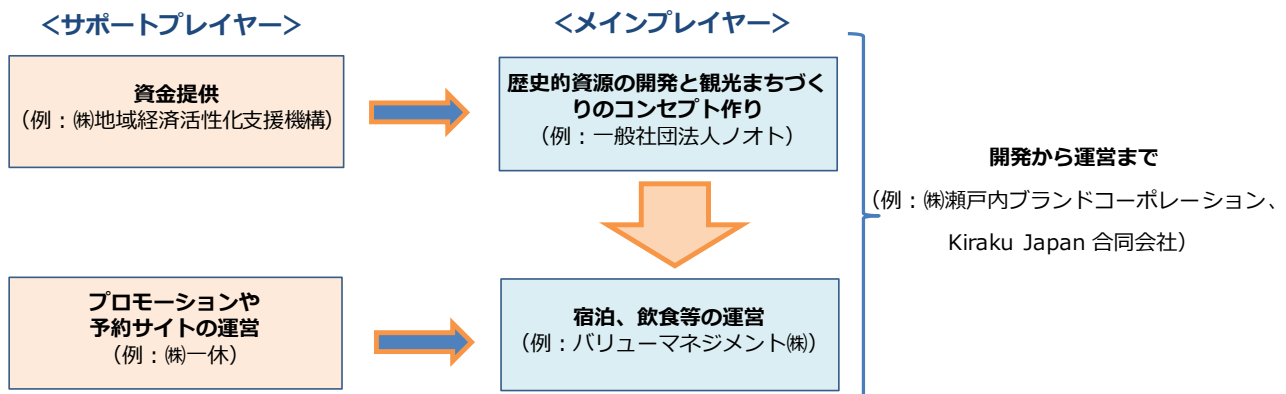 ＜サポートプレイヤー＞
＜メインプレイヤー＞
資金提供
（例：㈱地域経済活性化支援機構）
歴史的資源の開発と観光まちづく
りのコンセプト作り
（例：一般社団法人ノオト）
プロモーションや
予約サイトの運営
（例：㈱一休）
宿泊、飲食等の運営
（例：バリューマネジメント㈱）
開発から運営まで
（例：㈱瀬戸内ブランドコーポレーション、
Kiraku Japan 合同会社）